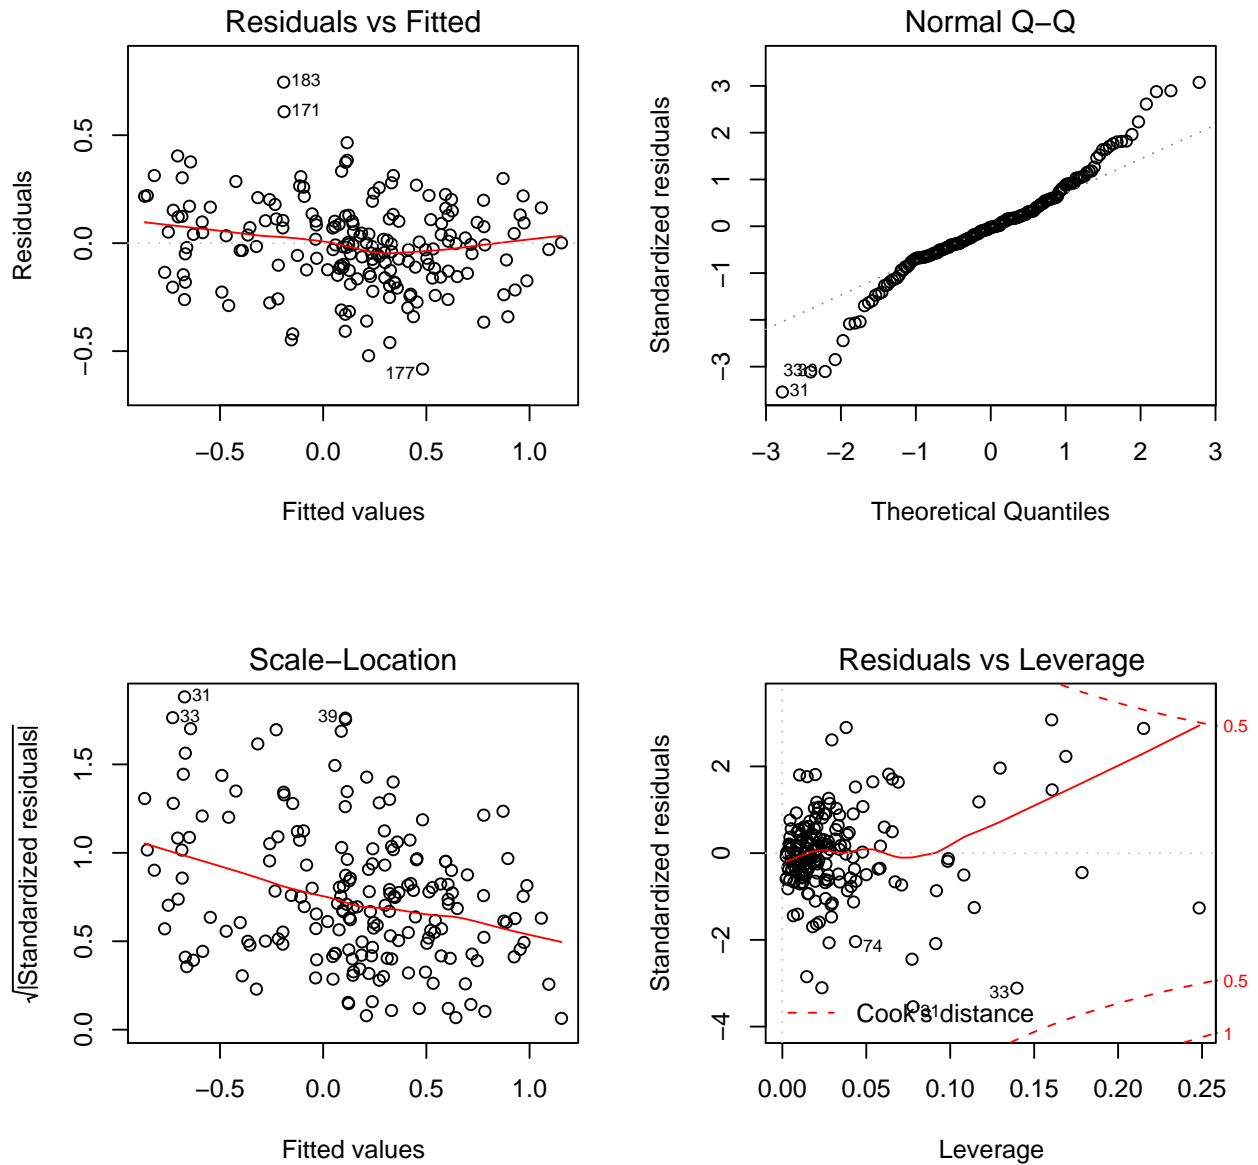 Residuals vs Fitted
Residuals
0.5
0.0
−0.5
183
171
177
−0.5 0.0 0.5 1.0
Fitted values
Normal Q−Q
Standardized residuals
3
2
1
0
−1
−3
39
33
31
−3 −2 −1 0 1 2 3
Theoretical Quantiles
Scale−Location
√|Standardized residuals|
1.5
1.0
0.5
0.0
31
33
39
−0.5 0.0 0.5 1.0
Fitted values
Residuals vs Leverage
Standardized residuals
2
0
−2
−4
74
33
31
Cook's distance
0.5
0.5
1
0.00 0.05 0.10 0.15 0.20 0.25
Leverage